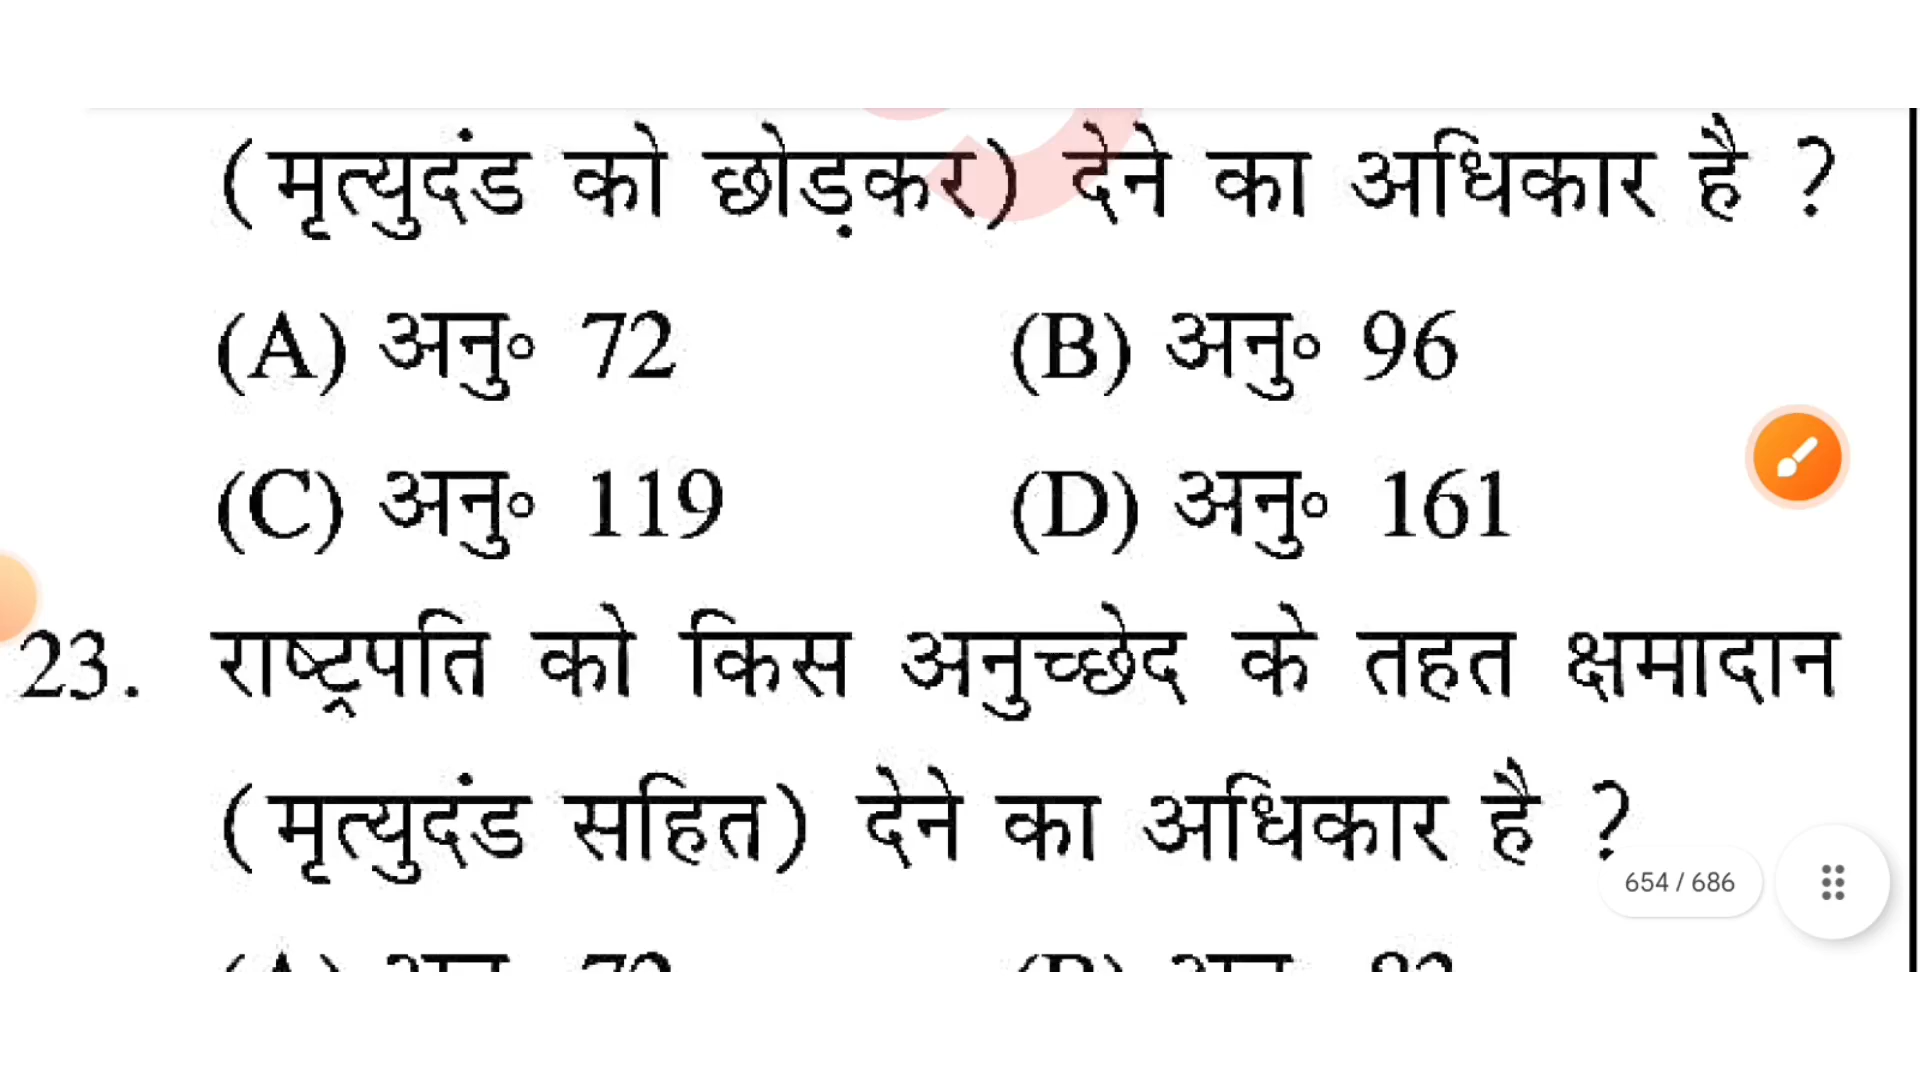 (मृत्युदंड को छोड़कर) देने का अधिकार है ?
(A) अनु॰ 72 (B) अनु॰ 96
(C) अनु॰ 119 (D) अनु॰ 161
23. राष्ट्रपति को किस अनुच्छेद के तहत क्षमादान
(मृत्युदंड सहित) देने का अधिकार है ?
654 / 686